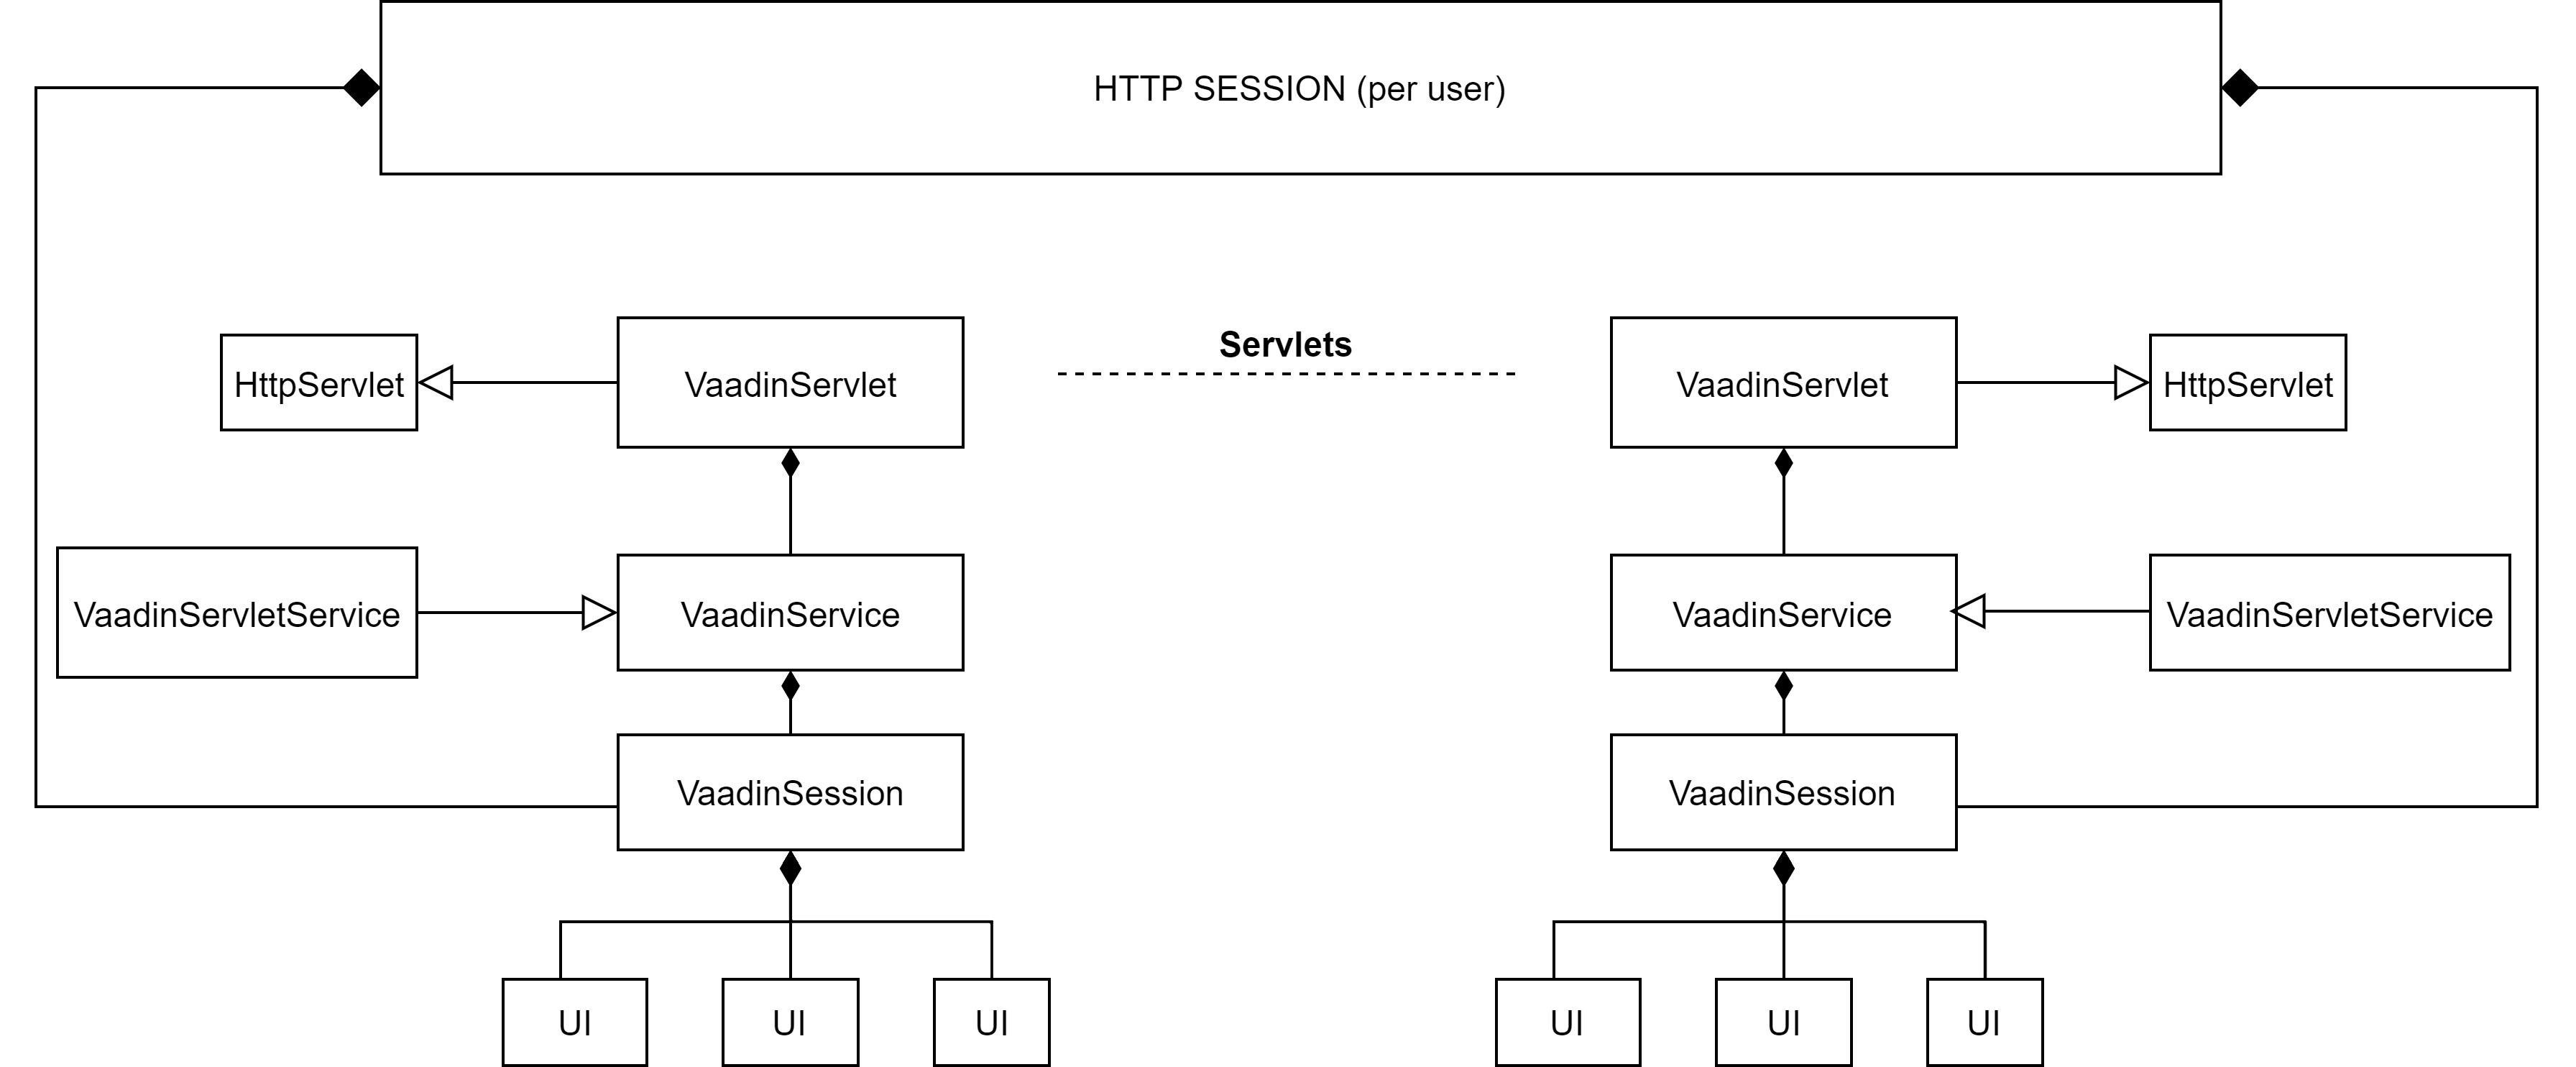 HTTP SESSION (per user)
Servlets
HttpServlet
VaadinServlet
VaadinServlet
HttpServlet
VaadinServletService
VaadinService
VaadinService
VaadinServletService
VaadinSession
VaadinSession
UI
UI
UI
UI
UI
UI